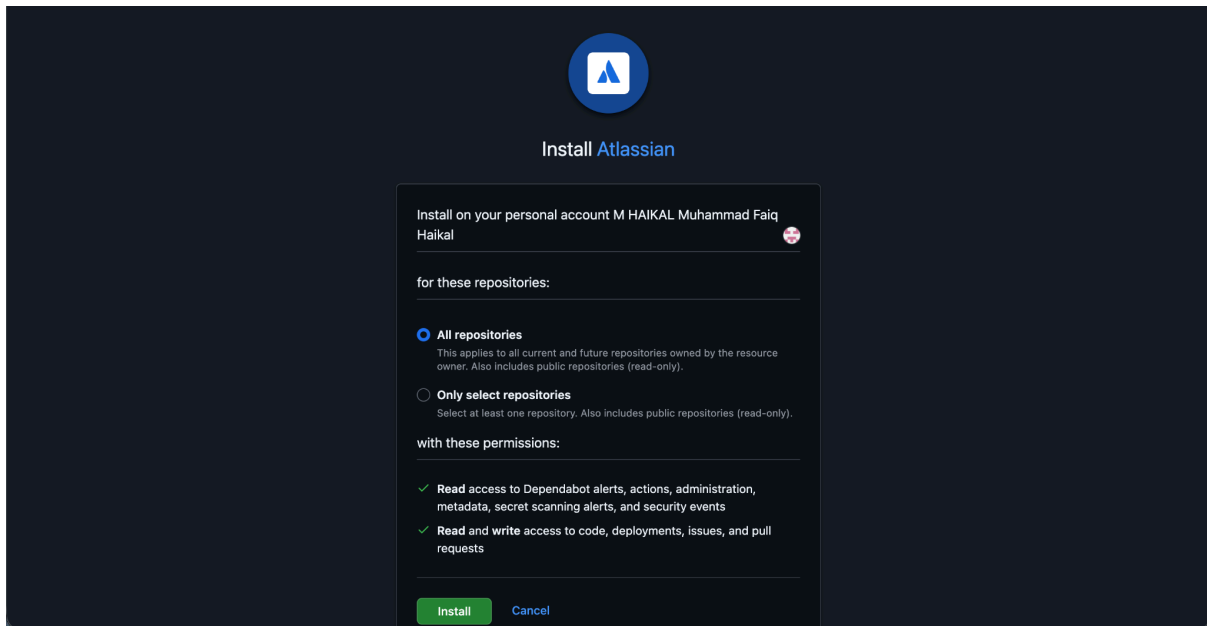 Install Atlassian
Install on your personal account M HAIKAL Muhammad Faiq
Haikal
for these repositories:
All repositories
This applies to all current and future repositories owned by the resource
owner. Also includes public repositories (read-only).
Only select repositories
Select at least one repository. Also includes public repositories (read-only).
with these permissions:
Read access to Dependabot alerts, actions, administration,
metadata, secret scanning alerts, and security events
Read and write access to code, deployments, issues, and pull
requests
Install Cancel